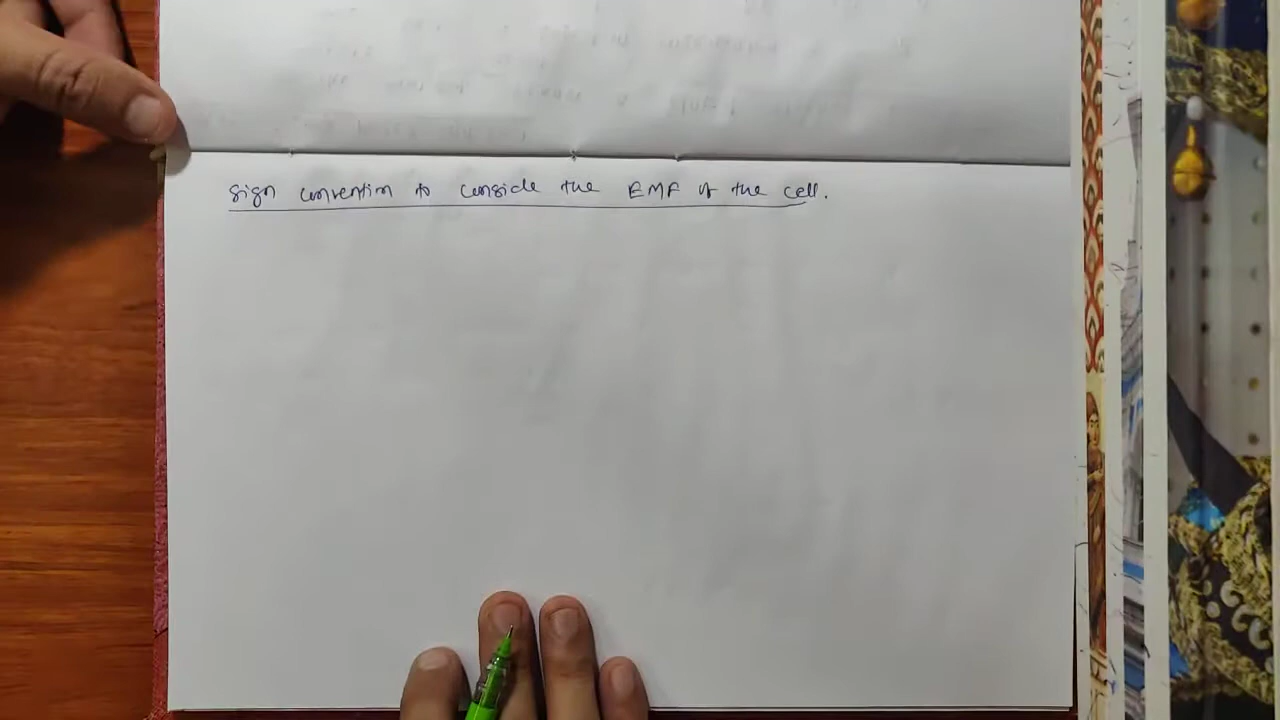 Sign convention to conside the EMF of the cell.